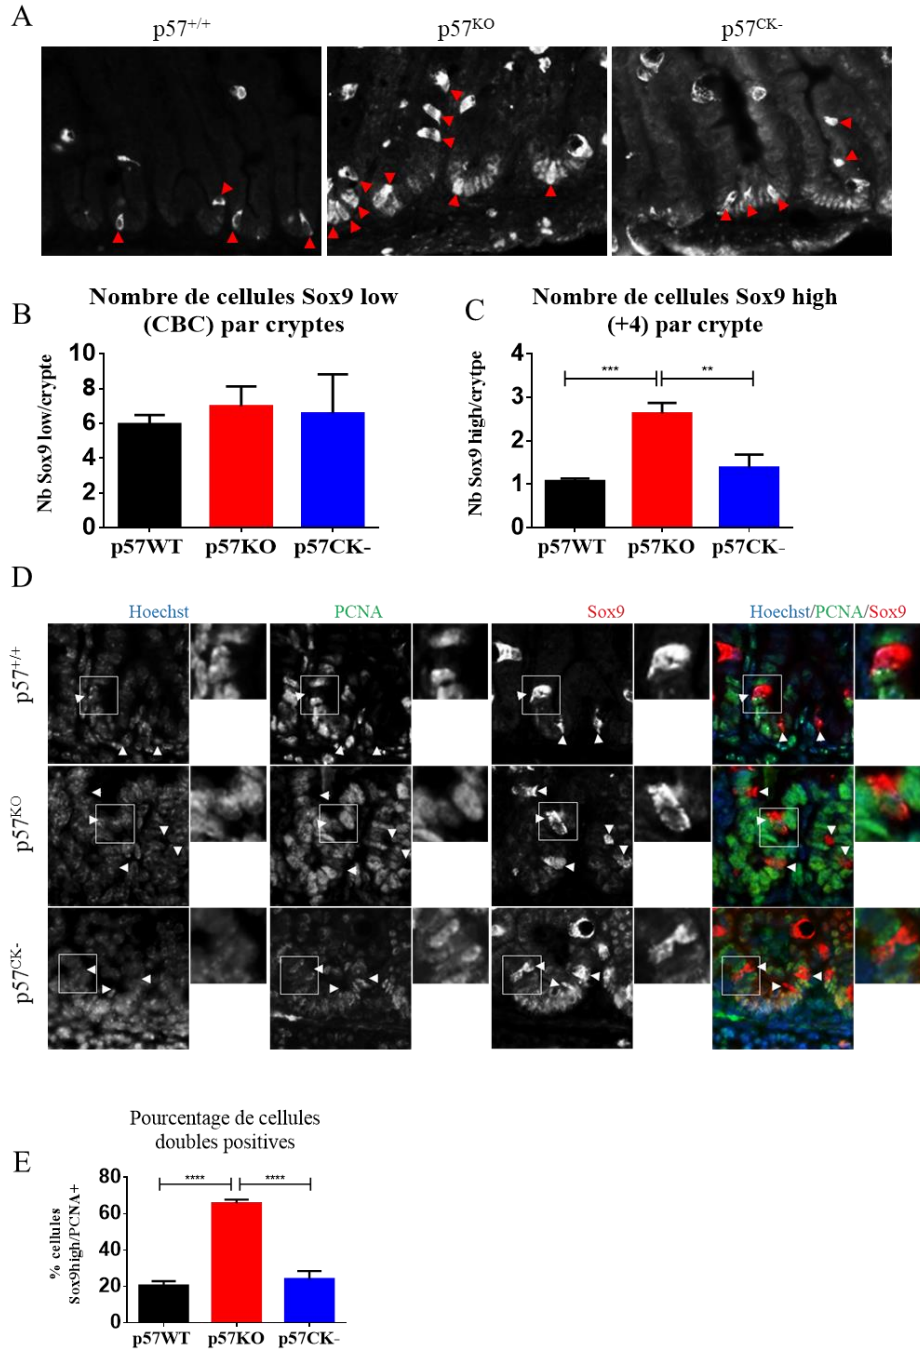 A
p57+/+
p57KO
p57CK-
B
Nombre de cellules Sox9 low
(CBC) par cryptes
Nb Sox9 low/crypte
10
8
6
4
2
0
p57WT
p57KO
p57CK-
C
Nombre de cellules Sox9 high
(+4) par crypte
Nb Sox9 high/crytpe
4
3
2
1
0
***
**
p57WT
p57KO
p57CK-
D
Hoechst
PCNA
Sox9
Hoechst/PCNA/Sox9
p57+/+
p57KO
p57CK-
E
Pourcentage de cellules
doubles positives
% cellules
Sox9high/PCNA+
80
60
40
20
0
****
****
p57WT
p57KO
p57CK-